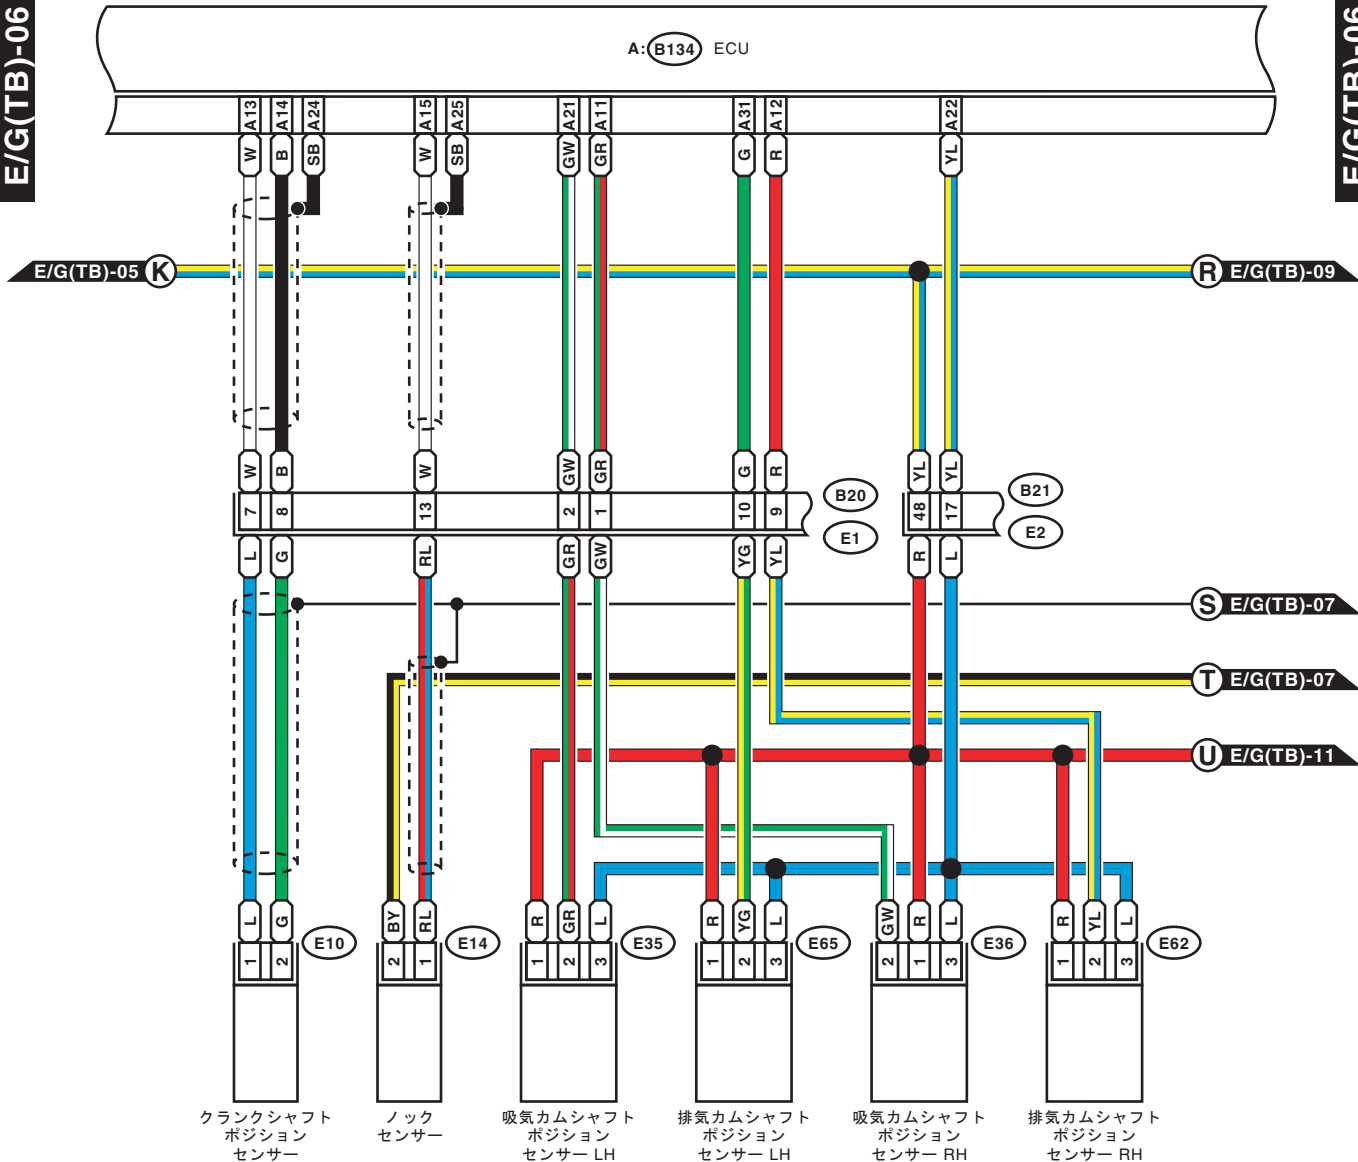 E/G(TB)-06
E/G(TB)-06
A: B134 ECU
A13 A14 A24 A15 A25 A21 A11 A31 A12 A22
W B SB W SB GW GR G R YL
E/G(TB)-05 K
R E/G(TB)-09
W B W GW GR G R YL YL
7 8 13 2 1 10 9 48 17
B20
B21
E1
E2
L G RL GR GW YG YL R L
S E/G(TB)-07
T E/G(TB)-07
U E/G(TB)-11
L G BY RL R GR L R YG L GW R L R YL L
1 2 E10 2 1 E14 1 2 3 E35 1 2 3 E65 2 1 3 E36 1 2 3 E62
クランクシャフト
ポジション
センサー
ノック
センサー
吸気カムシャフト
ポジション
センサー LH
排気カムシャフト
ポジション
センサー LH
吸気カムシャフト
ポジション
センサー RH
排気カムシャフト
ポジション
センサー RH